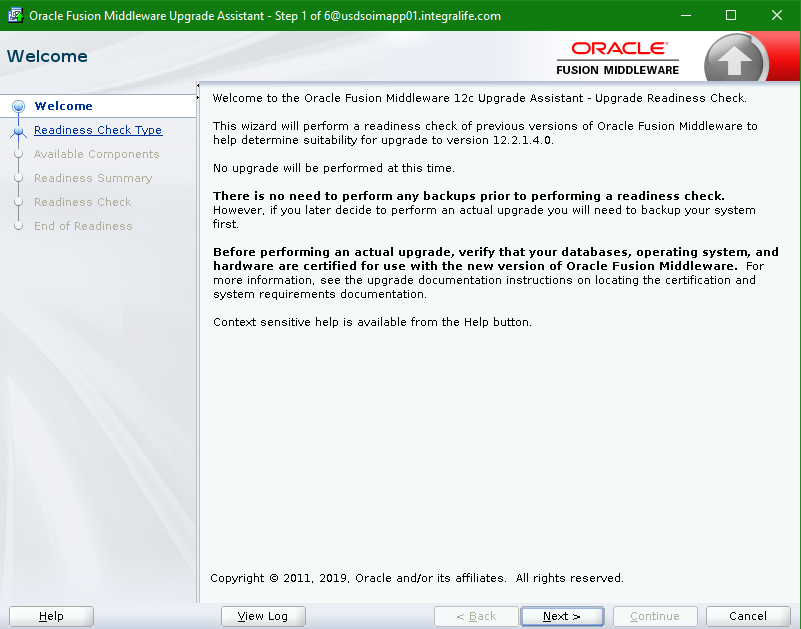 Oracle Fusion Middleware Upgrade Assistant - Step 1 of 6@usdsoimapp01.integralife.com
Welcome
ORACLE®
FUSION MIDDLEWARE
Welcome
Readiness Check Type
Available Components
Readiness Summary
Readiness Check
End of Readiness
Welcome to the Oracle Fusion Middleware 12c Upgrade Assistant - Upgrade Readiness Check.
This wizard will perform a readiness check of previous versions of Oracle Fusion Middleware to
help determine suitability for upgrade to version 12.2.1.4.0.
No upgrade will be performed at this time.
There is no need to perform any backups prior to performing a readiness check.
However, if you later decide to perform an actual upgrade you will need to backup your system
first.
Before performing an actual upgrade, verify that your databases, operating system, and
hardware are certified for use with the new version of Oracle Fusion Middleware. For
more information, see the upgrade documentation instructions on locating the certification and
system requirements documentation.
Context sensitive help is available from the Help button.
Copyright © 2011, 2019, Oracle and/or its affiliates. All rights reserved.
Help
View Log
< Back
Next >
Continue
Cancel